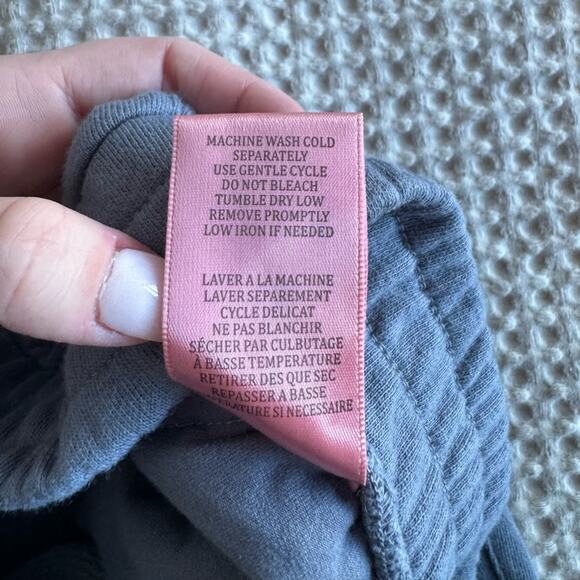 MACHINE WASH COLD
SEPARATELY
USE GENTLE CYCLE
DO NOT BLEACH
TUMBLE DRY LOW
REMOVE PROMPTLY
LOW IRON IF NEEDED
LAVER A LA MACHINE
LAVER SEPAREMENT
CYCLE DELICAT
NE PAS BLANCHIR
SÉCHER PAR CULBUTAGE
À BASSE TEMPERATURE
RETIRER DES QUE SEC
REPASSER A BASSE
SI NECESSAIRE